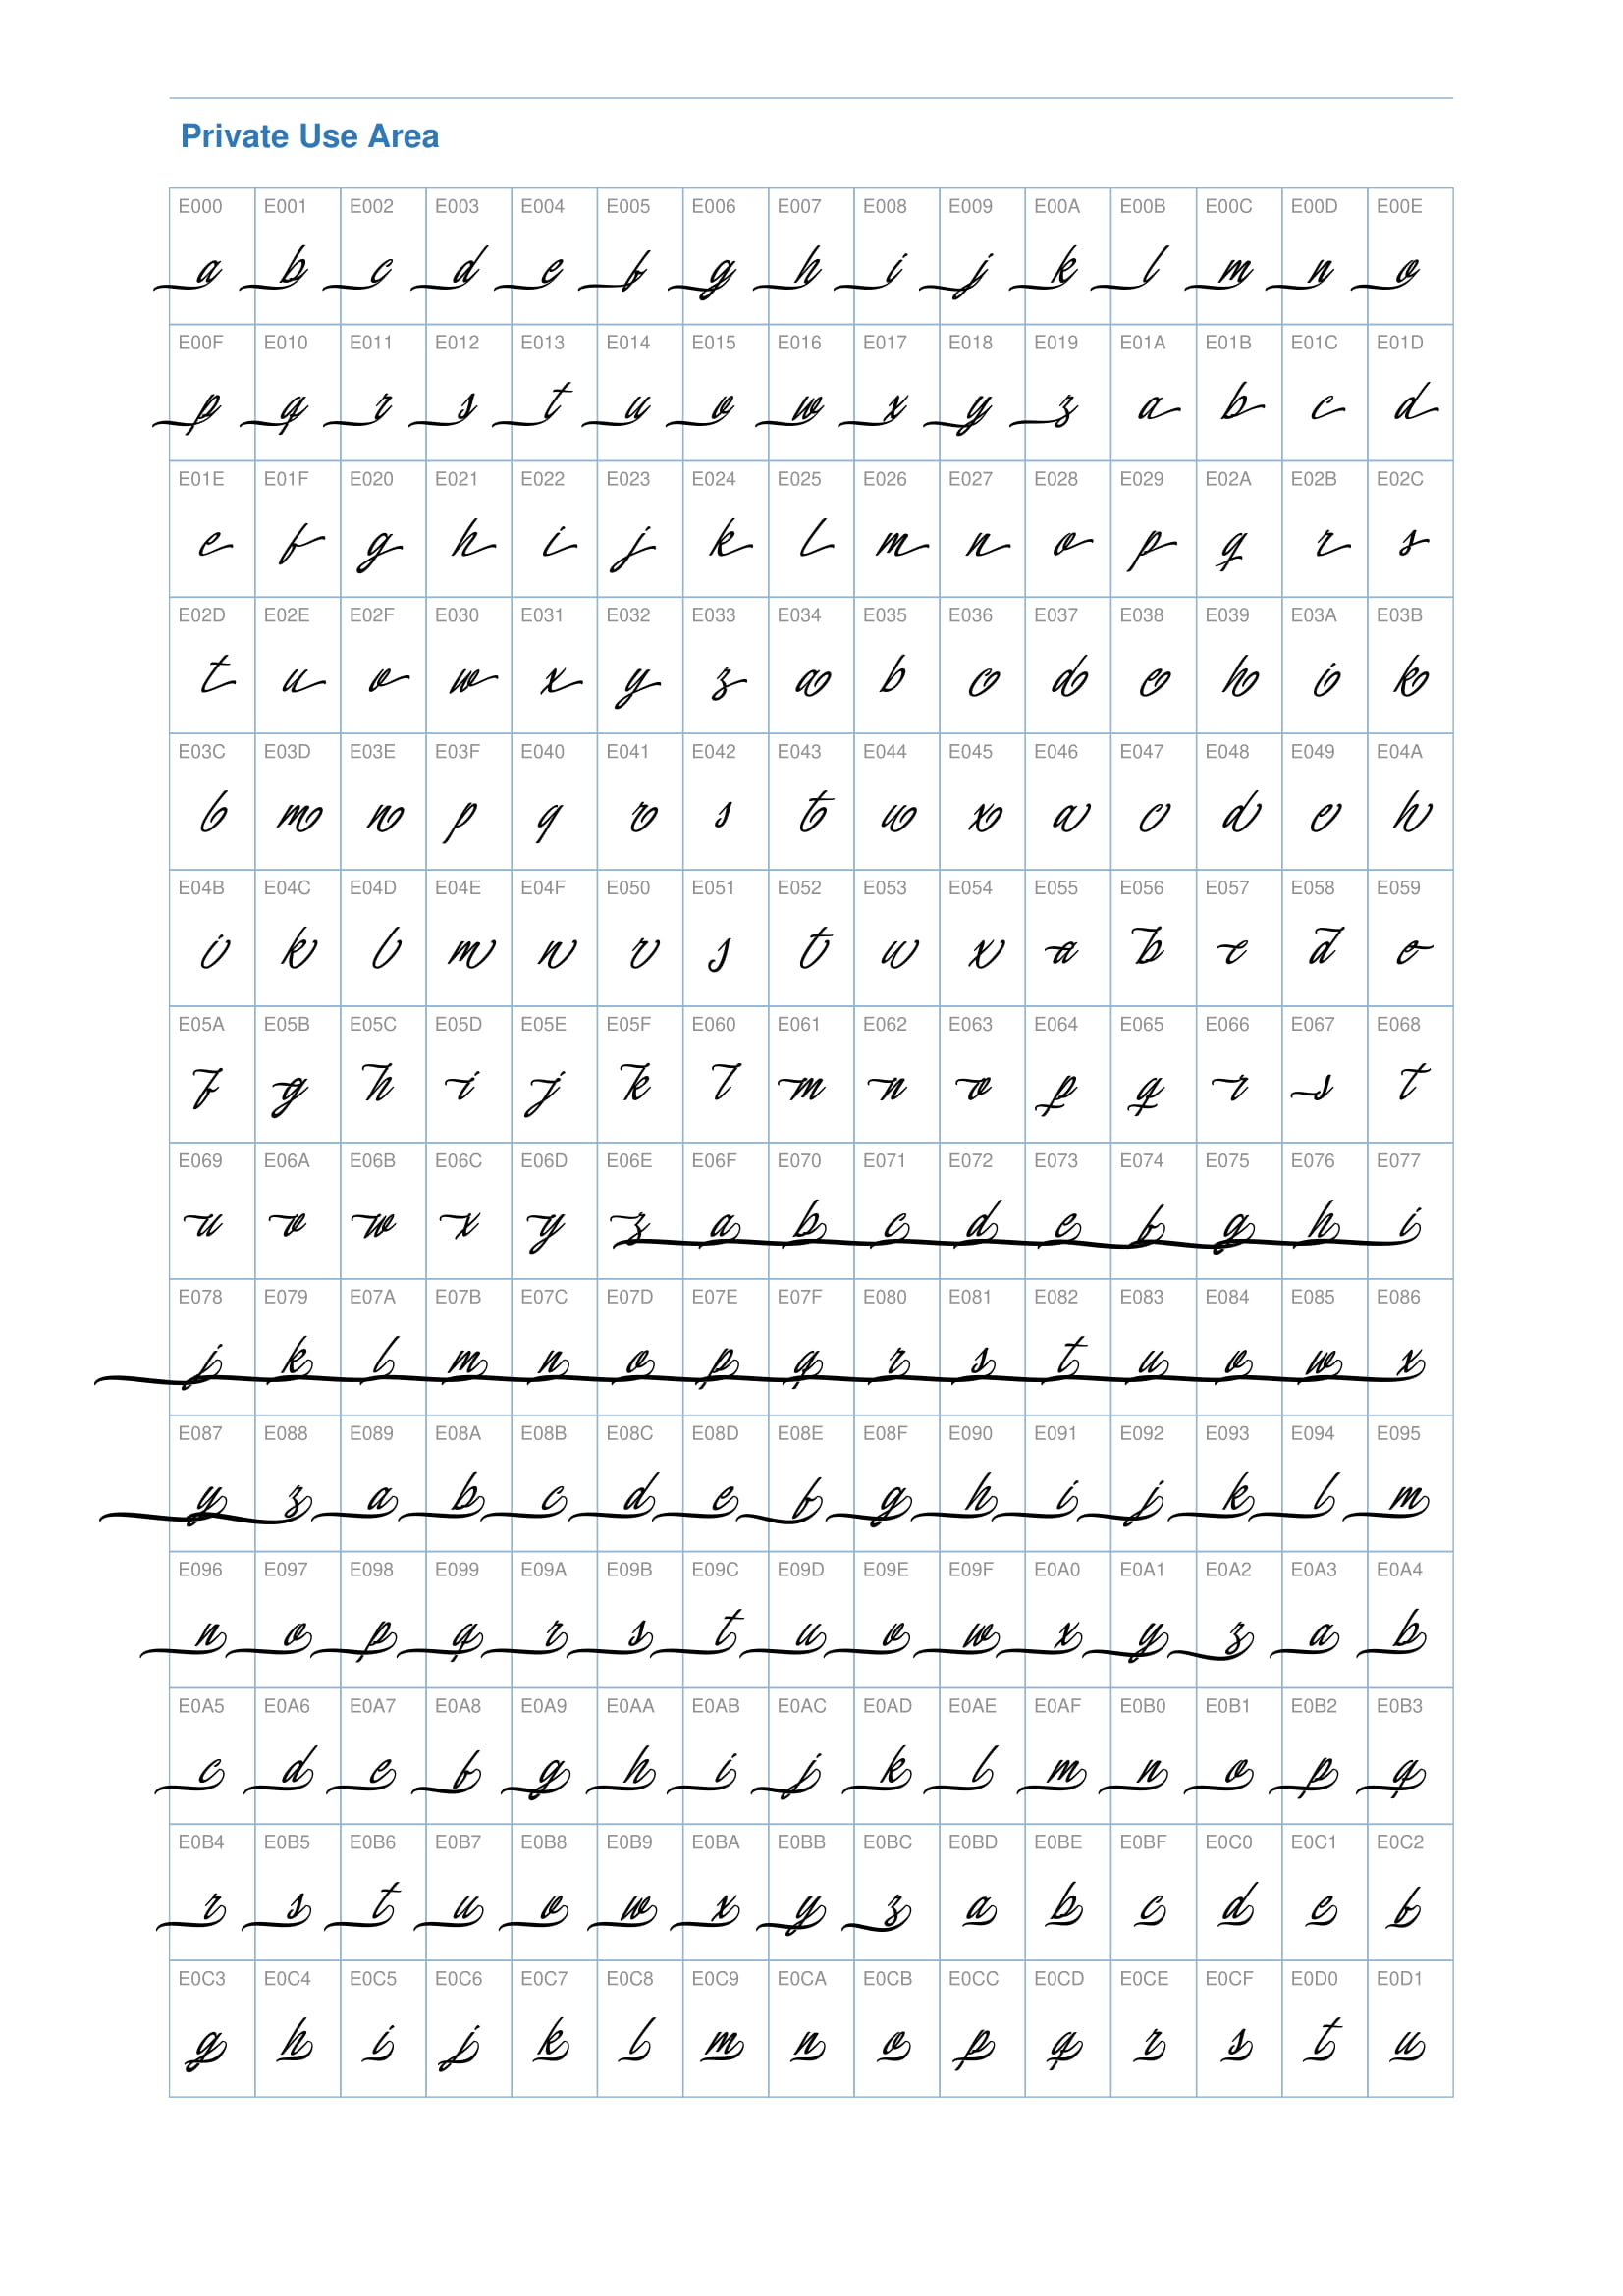 Private Use Area
E000 E001 E002 E003 E004 E005 E006 E007 E008 E009 E00A E00B E00C E00D E00E
a b c d e f g h i j k l m n o
E00F E010 E011 E012 E013 E014 E015 E016 E017 E018 E019 E01A E01B E01C E01D
p q r s t u v w x y z a b c d
E01E E01F E020 E021 E022 E023 E024 E025 E026 E027 E028 E029 E02A E02B E02C
e f g h i j k l m n o p q r s
E02D E02E E02F E030 E031 E032 E033 E034 E035 E036 E037 E038 E039 E03A E03B
t u v w x y z a b c d e h i k
E03C E03D E03E E03F E040 E041 E042 E043 E044 E045 E046 E047 E048 E049 E04A
l m n p q r s t u x a c d e h
E04B E04C E04D E04E E04F E050 E051 E052 E053 E054 E055 E056 E057 E058 E059
i k l m n r s t u x a b c d e
E05A E05B E05C E05D E05E E05F E060 E061 E062 E063 E064 E065 E066 E067 E068
f g h i j k l m n o p q r s t
E069 E06A E06B E06C E06D E06E E06F E070 E071 E072 E073 E074 E075 E076 E077
u v w x y z a b c d e f g h i
E078 E079 E07A E07B E07C E07D E07E E07F E080 E081 E082 E083 E084 E085 E086
j k l m n o p q r s t u v w x
E087 E088 E089 E08A E08B E08C E08D E08E E08F E090 E091 E092 E093 E094 E095
y z a b c d e f g h i j k l m
E096 E097 E098 E099 E09A E09B E09C E09D E09E E09F E0A0 E0A1 E0A2 E0A3 E0A4
n o p q r s t u v w x y z a b
E0A5 E0A6 E0A7 E0A8 E0A9 E0AA E0AB E0AC E0AD E0AE E0AF E0B0 E0B1 E0B2 E0B3
c d e f g h i j k l m n o p q
E0B4 E0B5 E0B6 E0B7 E0B8 E0B9 E0BA E0BB E0BC E0BD E0BE E0BF E0C0 E0C1 E0C2
r s t u v w x y z a b c d e f
E0C3 E0C4 E0C5 E0C6 E0C7 E0C8 E0C9 E0CA E0CB E0CC E0CD E0CE E0CF E0D0 E0D1
g h i j k l m n o p q r s t u